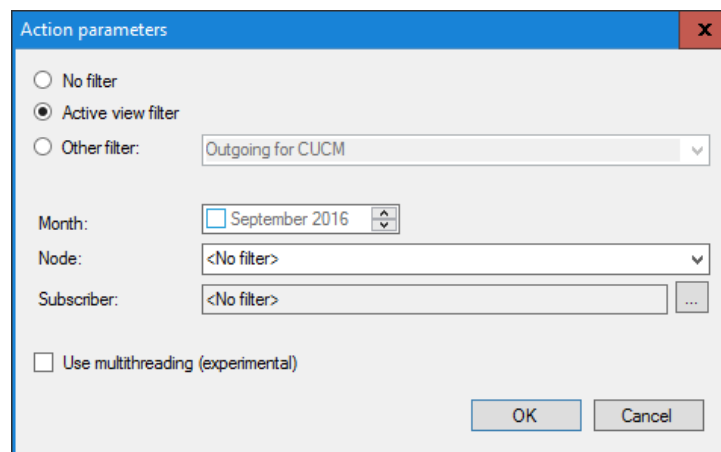 Action parameters
No filter
Active view filter
Other filter: Outgoing for CUCM
Month: September 2016
Node: <No filter>
Subscriber: <No filter> ...
Use multithreading (experimental)
OK Cancel